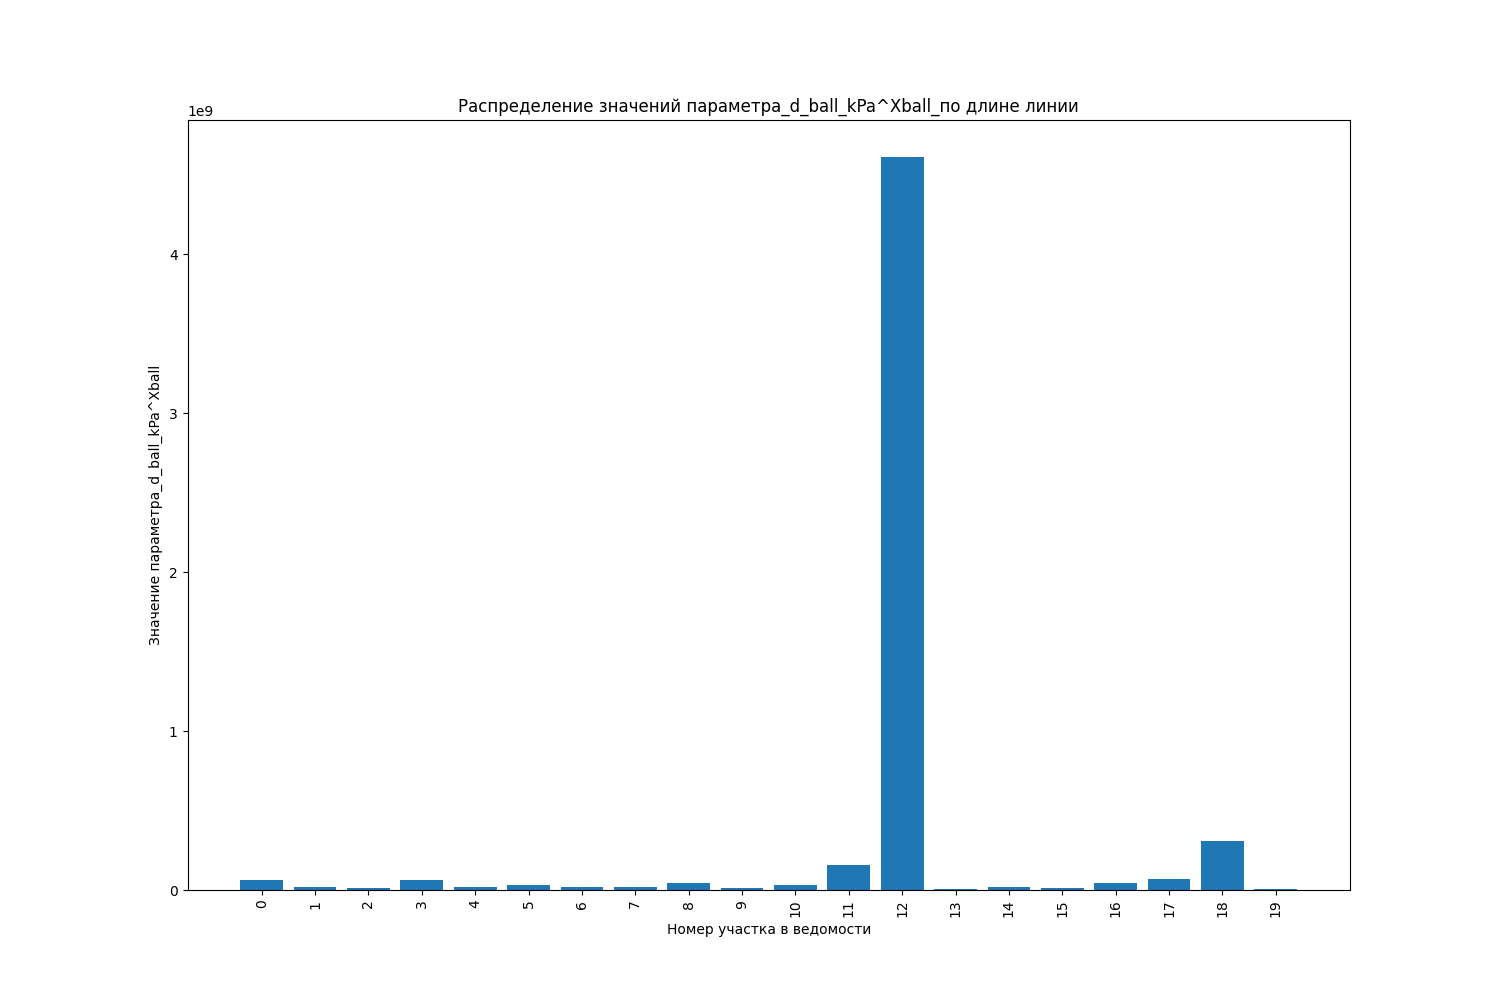 Распределение значений параметра_d_ball_kPa^Xball_по длине линии
1e9
4
3
2
1
0
Значение параметра_d_ball_kPa^Xball
0 1 2 3 4 5 6 7 8 9 10 11 12 13 14 15 16 17 18 19
Номер участка в ведомости